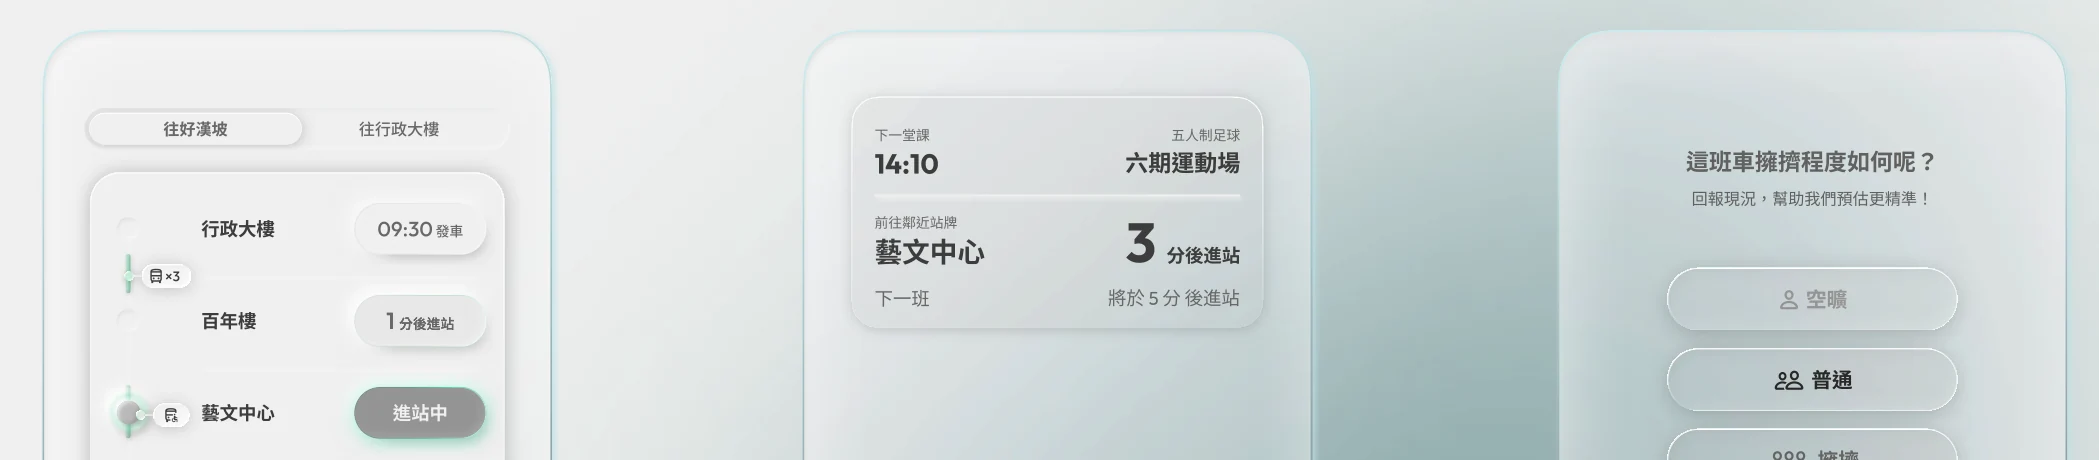 往好漢坡 往行政大樓
行政大樓 09:30 發車
×3
百年樓 1 分後進站
藝文中心 進站中
下一堂課 五人制足球
14:10 六期運動場
前往鄰近站牌
藝文中心 3 分後進站
下一班 將於 5 分 後進站
這班車擁擠程度如何呢？
回報現況，幫助我們預估更精準！
空曠
普通
擁擠